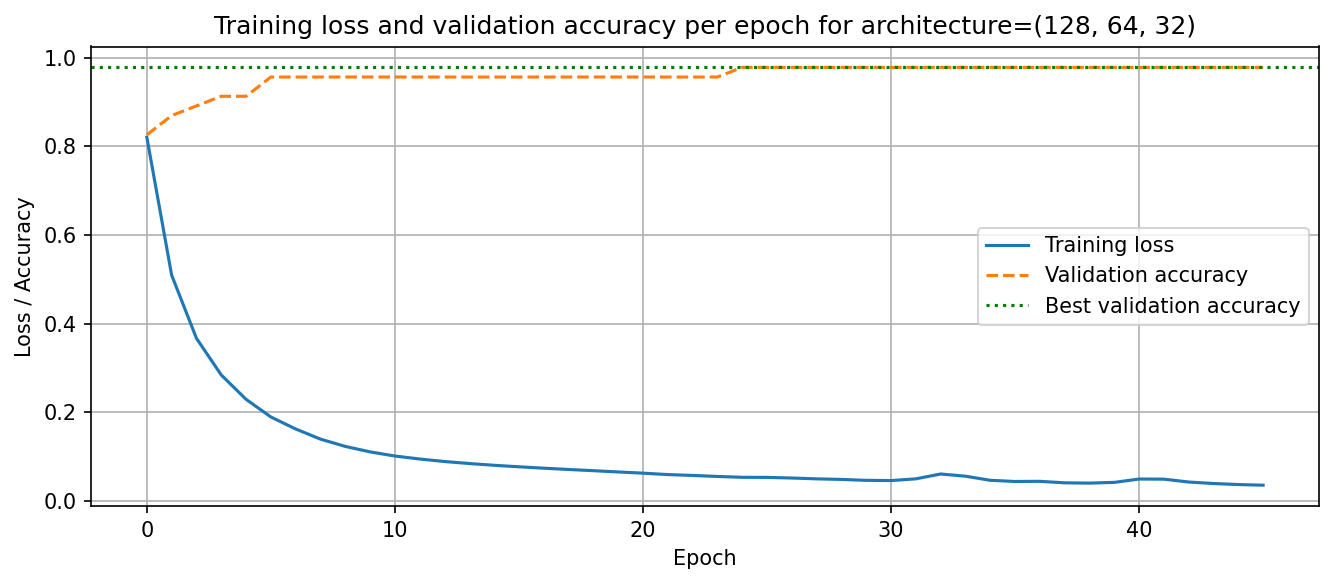 Training loss and validation accuracy per epoch for architecture=(128, 64, 32)
Loss / Accuracy
1.0
0.8
0.6
0.4
0.2
0.0
Training loss
Validation accuracy
Best validation accuracy
0
10
20
30
40
Epoch